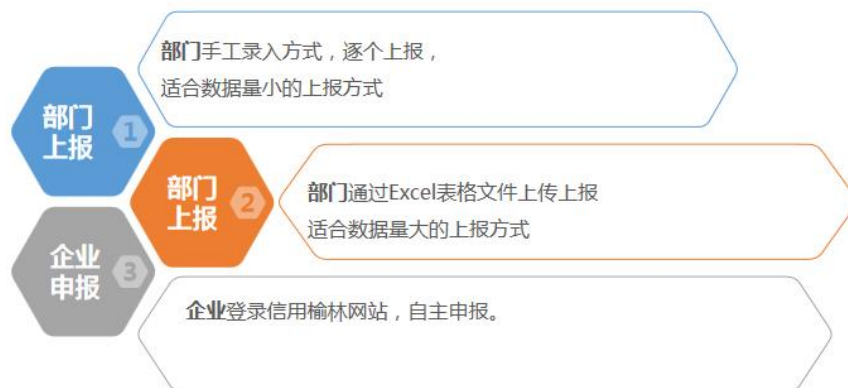 部门手工录入方式，逐个上报，
适合数据量小的上报方式
部门
上报
1
部门
上报
2
部门通过Excel表格文件上传上报
适合数据量大的上报方式
企业
申报
3
企业登录信用榆林网站，自主申报。